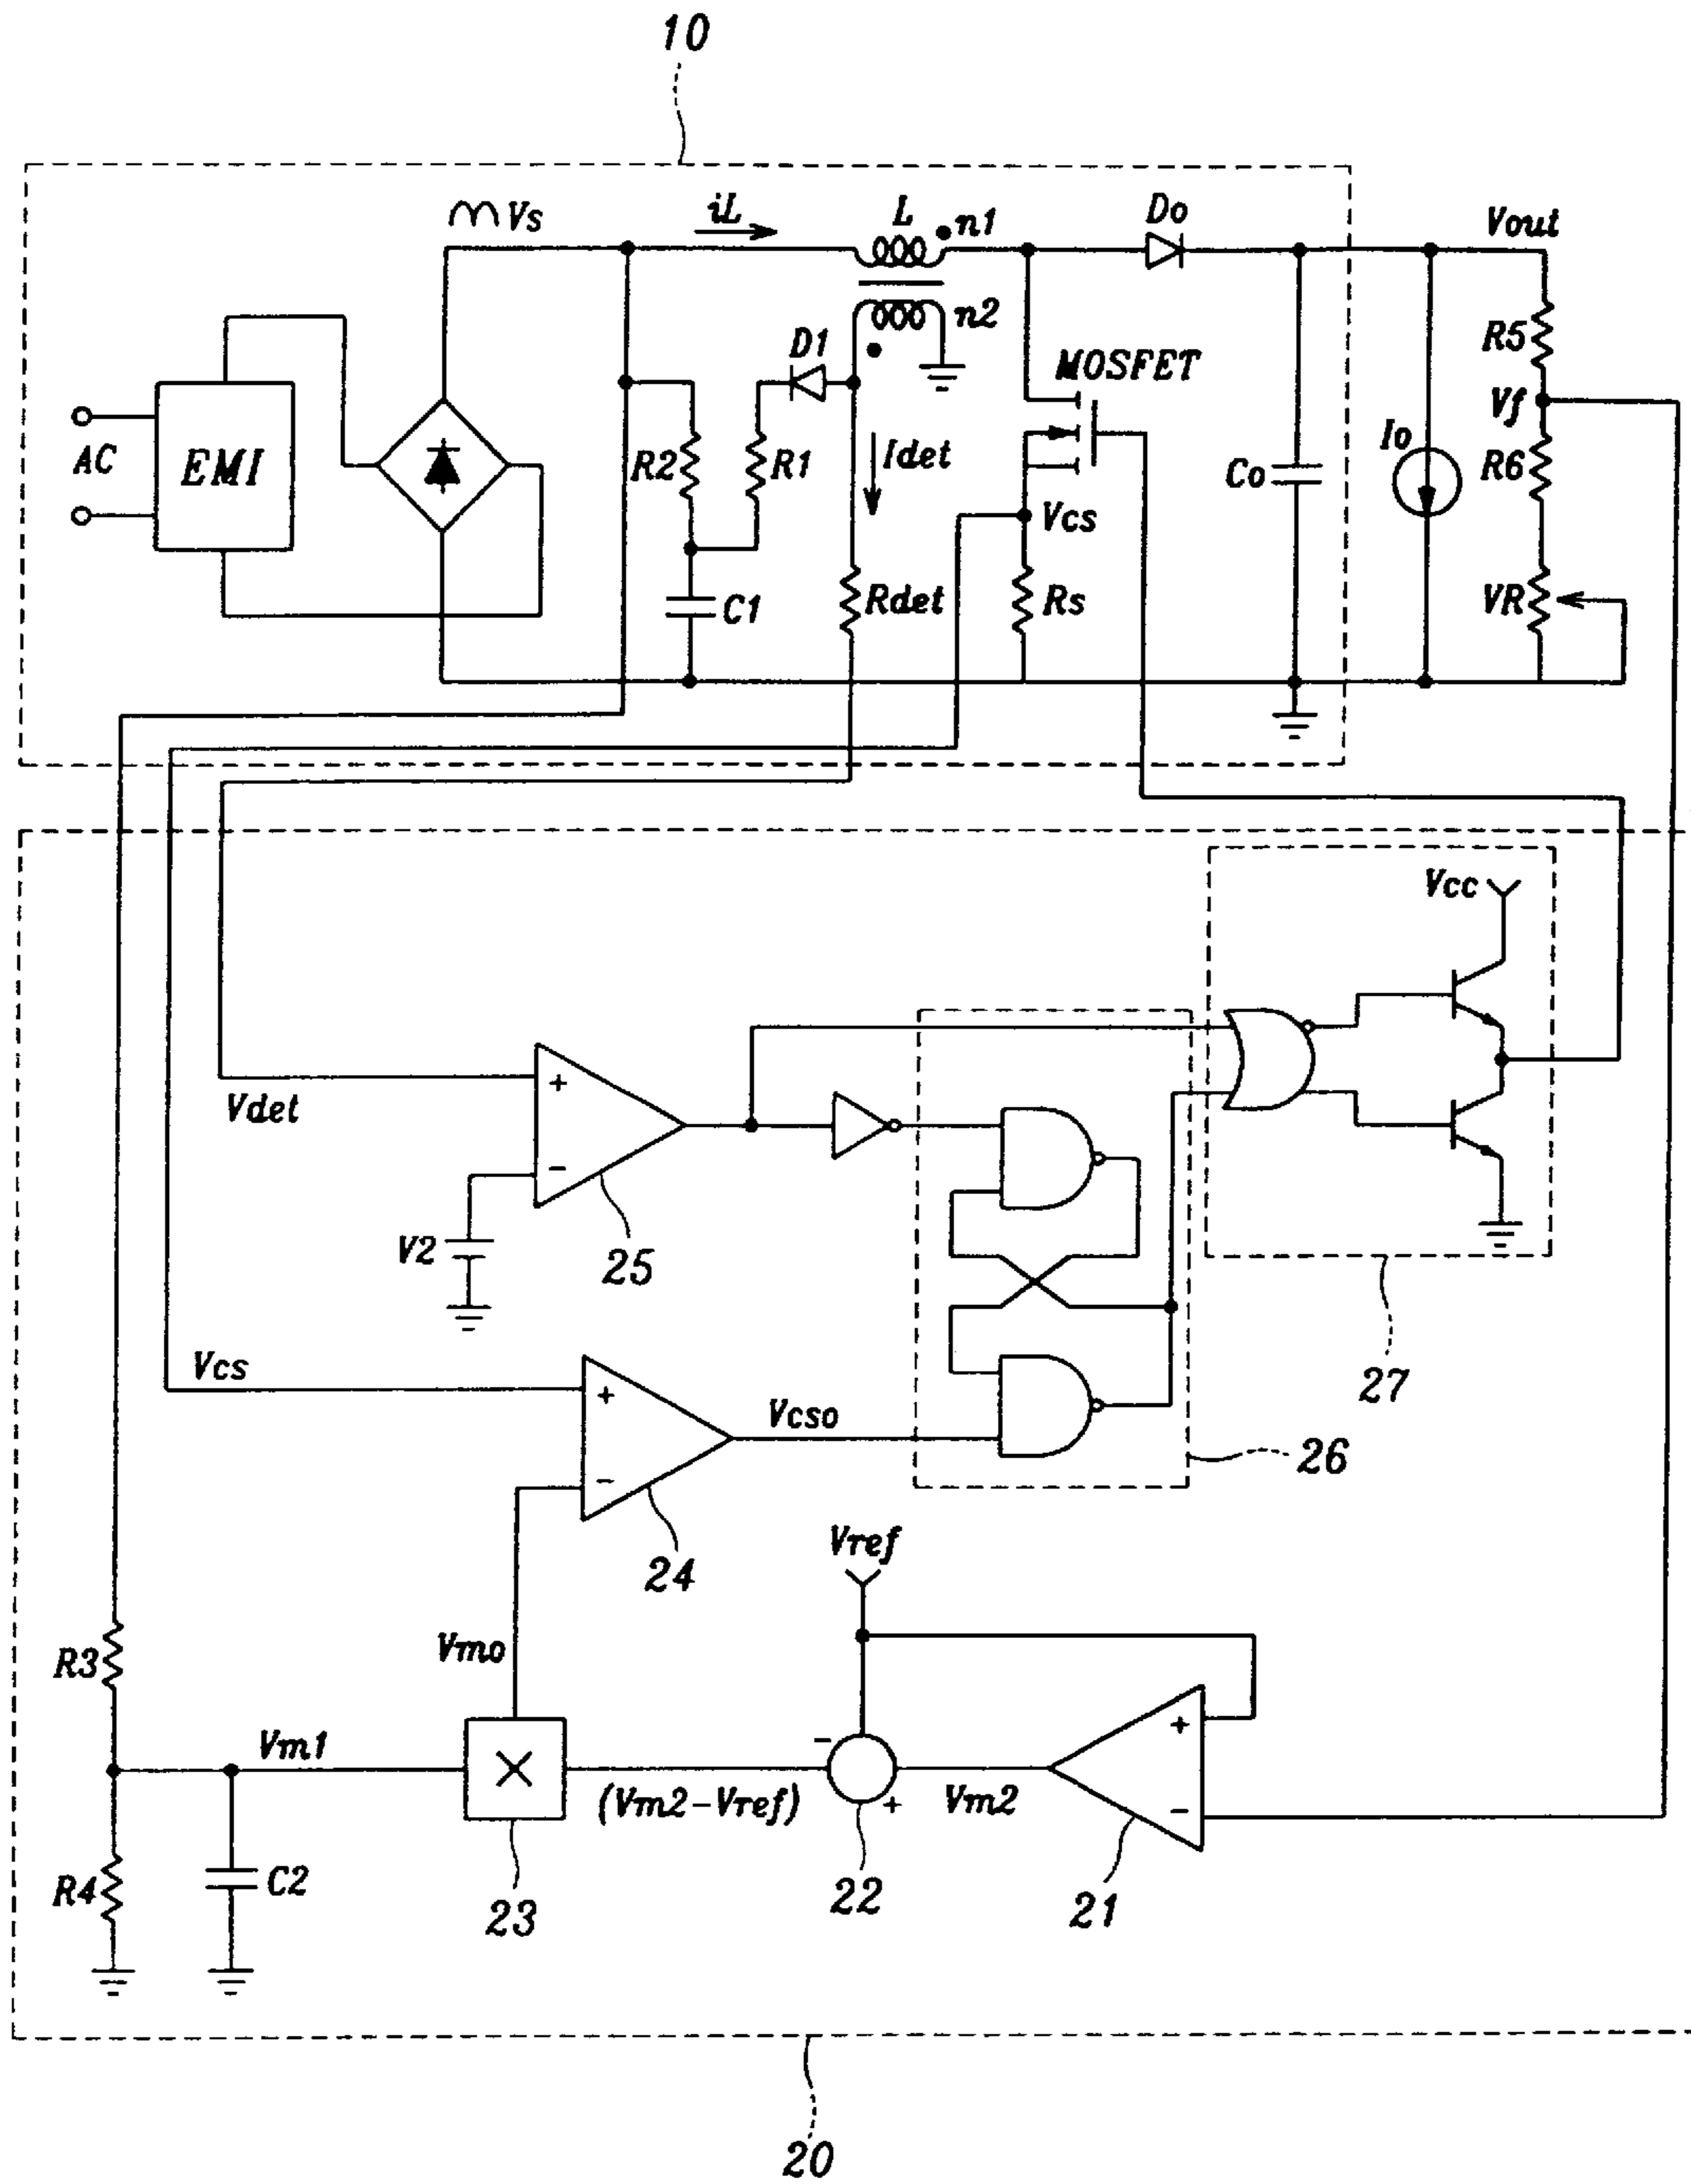 10
Vs
iL
L
n1
Do
Vout
n2
D1
MOSFET
R5
Vf
AC
EMI
R2
R1
Idet
Io
R6
Co
Vcs
C1
Rdet
Rs
VR
Vcc
+
Vdet
-
V2
25
27
Vcs
+
Vcso
-
26
24
Vref
R3
Vmo
+
Vm1
-
×
(Vm2-Vref)
+
Vm2
-
R4
C2
23
22
21
20